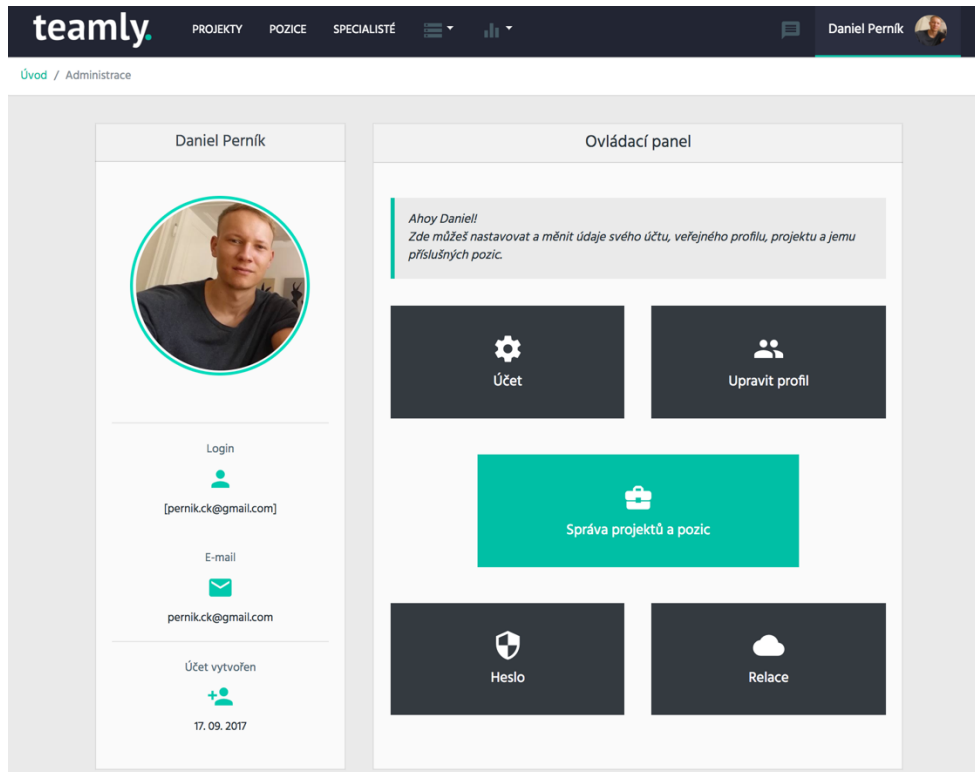 teamly.
PROJEKTY
POZICE
SPECIALISTÉ
Daniel Perník
Úvod / Administrace
Daniel Perník
Login
[pernik.ck@gmail.com]
E-mail
pernik.ck@gmail.com
Účet vytvořen
17. 09. 2017
Ovládací panel
Ahoy Daniel!
Zde můžeš nastavovat a měnit údaje svého účtu, veřejného profilu, projektu a jemu
příslušných pozic.
Účet
Upravit profil
Správa projektů a pozic
Heslo
Relace